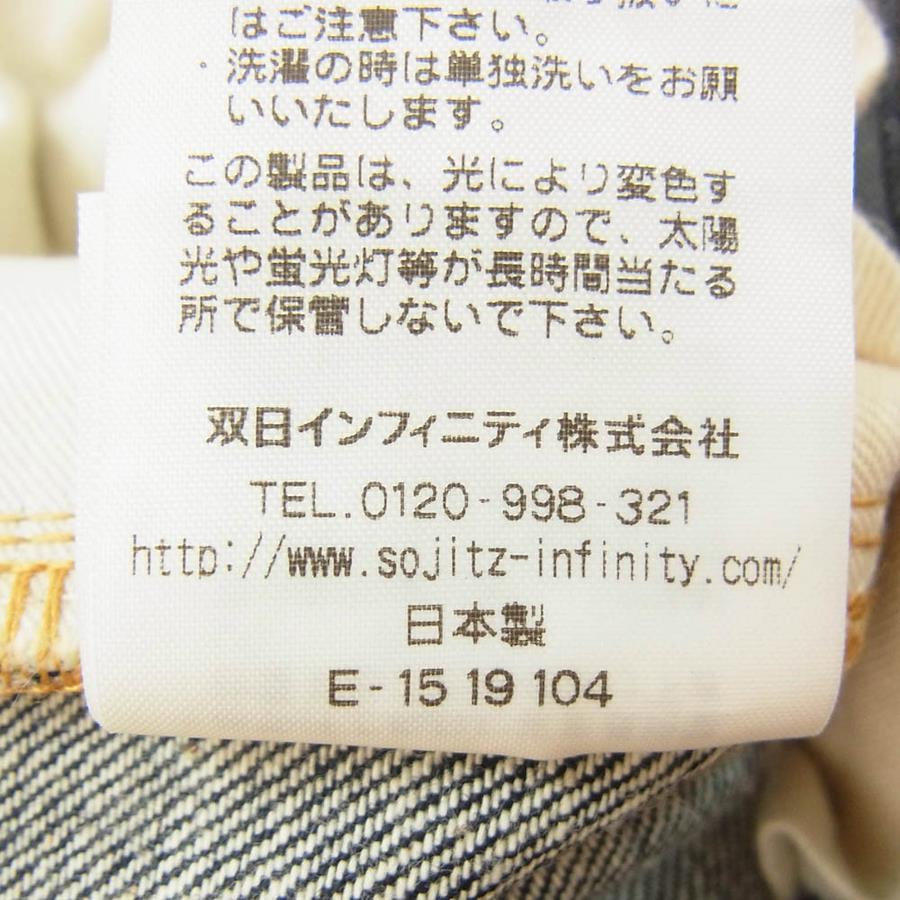 はご注意下さい。
・洗濯の時は単独洗いをお願
いいたします。
この製品は、光により変色す
ることがありますので、太陽
光や蛍光灯等が長時間当たる
所で保管しないで下さい。
双日インフィニティ株式会社
TEL.0120-998-321
http://www.sojitz-infinity.com/
日本製
E-15 19 104